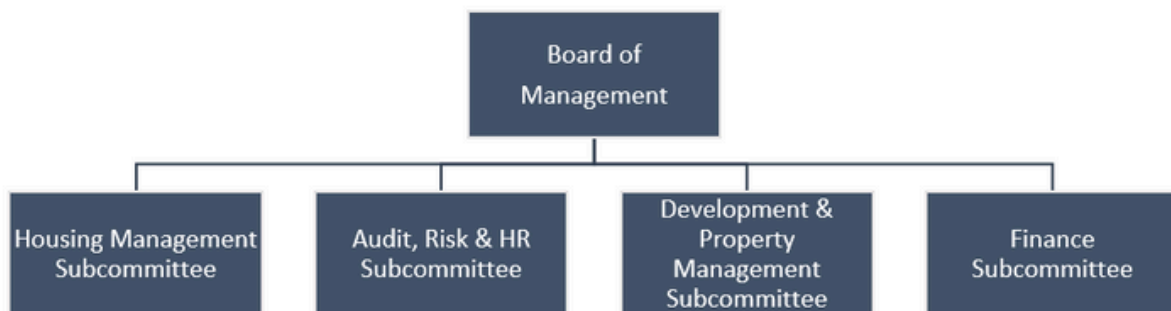 Board of
Management
Housing Management
Subcommittee
Audit, Risk & HR
Subcommittee
Development &
Property
Management
Subcommittee
Finance
Subcommittee